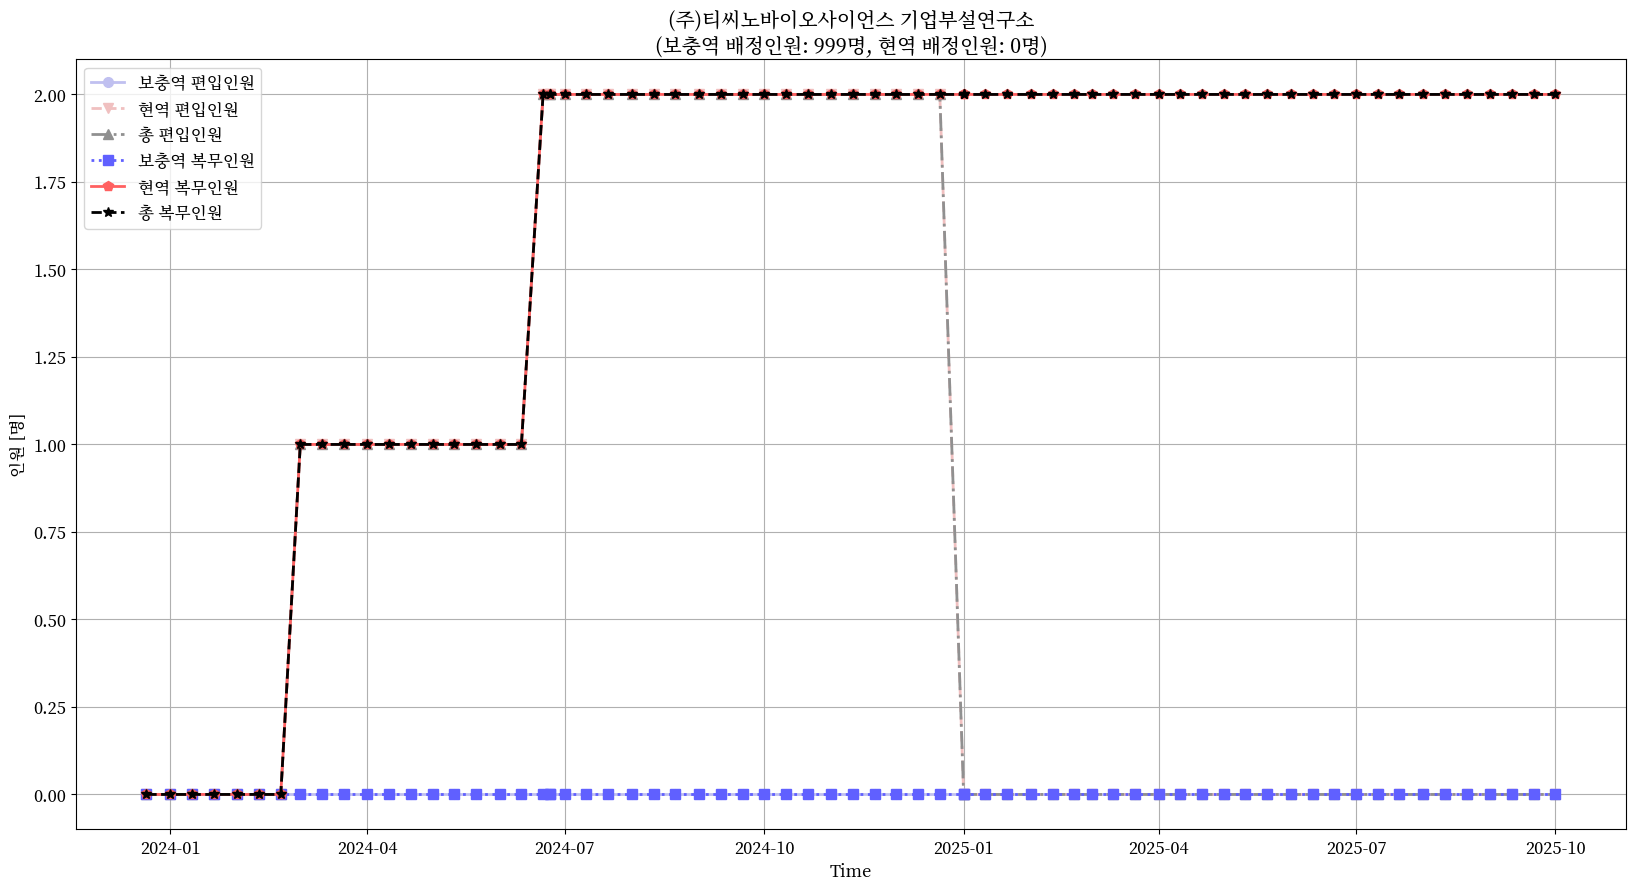 (주)티씨노바이오사이언스 기업부설연구소
(보충역 배정인원: 999명, 현역 배정인원: 0명)
보충역 편입인원
현역 편입인원
총 편입인원
보충역 복무인원
현역 복무인원
총 복무인원
2.00
1.75
1.50
1.25
1.00
0.75
0.50
0.25
0.00
인원 [명]
2024-01
2024-04
2024-07
2024-10
2025-01
2025-04
2025-07
2025-10
Time